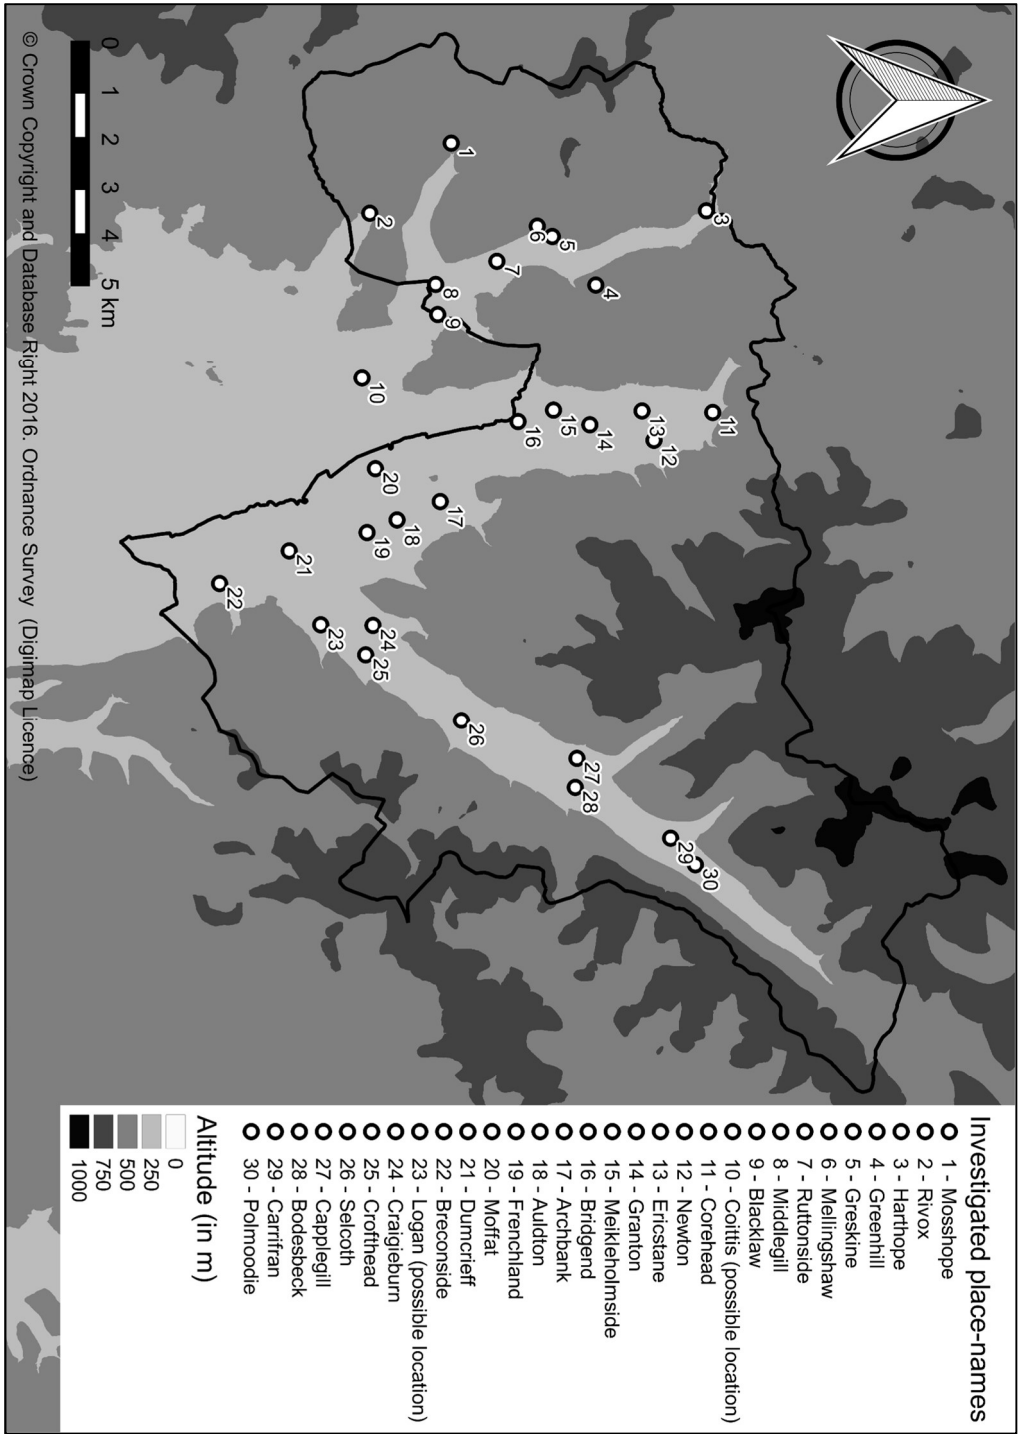 Investigated place-names
1 - Mosshope
2 - Rivox
3 - Harthope
4 - Greenhill
5 - Greskine
6 - Mellingshaw
7 - Ruttonside
8 - Middlegill
9 - Blacklaw
10 - Coittis (possible location)
11 - Corehead
12 - Newton
13 - Ericstane
14 - Granton
15 - Meikleholmside
16 - Bridgend
17 - Archbank
18 - Auldton
19 - Frenchland
20 - Moffat
21 - Dumcrieff
22 - Breconside
23 - Logan (possible location)
24 - Craigieburn
25 - Crofthead
26 - Selcoth
27 - Capplegill
28 - Bodesbeck
29 - Carrifran
30 - Polmoodie
Altitude (in m)
0
250
500
750
1000
1
2
3
4
5
6
7
8
9
10
11
12
13
14
15
16
17
18
19
20
21
22
23
24
25
26
27
28
29
30
0 1 2 3 4 5 km
© Crown Copyright and Database Right 2016. Ordnance Survey (Digimap Licence)